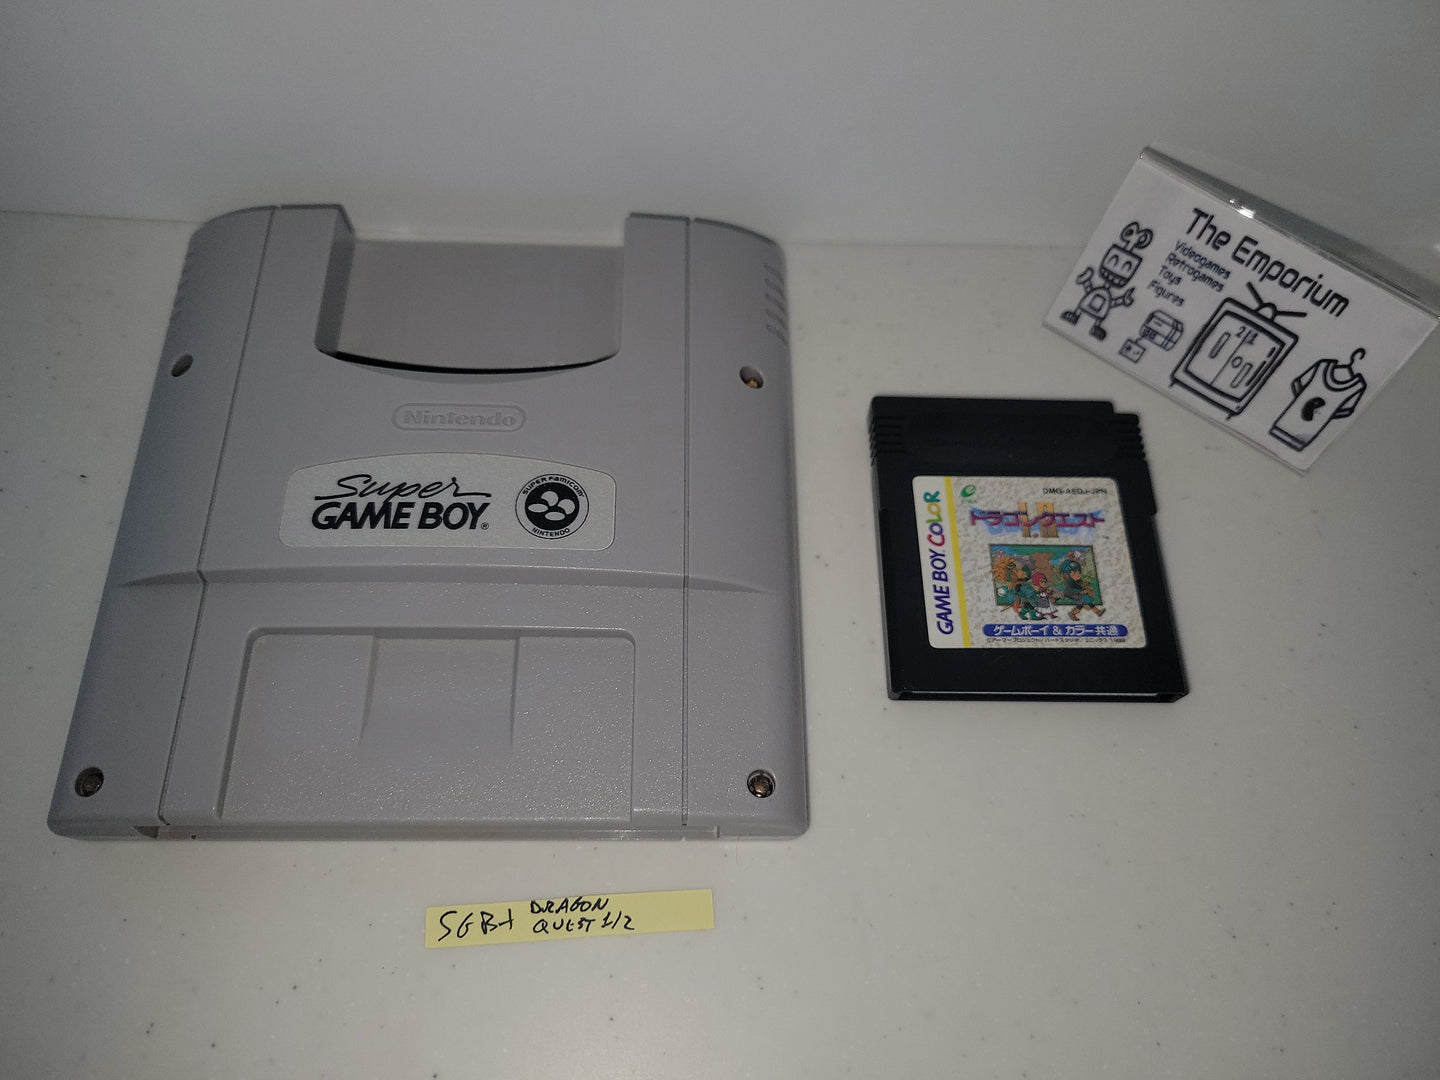 Nintendo
Super
GAME BOY®
SUPER FAMICOM
NINTENDO
The Emporium
Videogames
Retrogames
Toys
Figures
GAME BOY COLOR
DMG-AEDJ-JPN
ドラゴンクエスト
I・II
ゲームボーイ & カラー共通
SGB+ DRAGON
QUEST 1/2